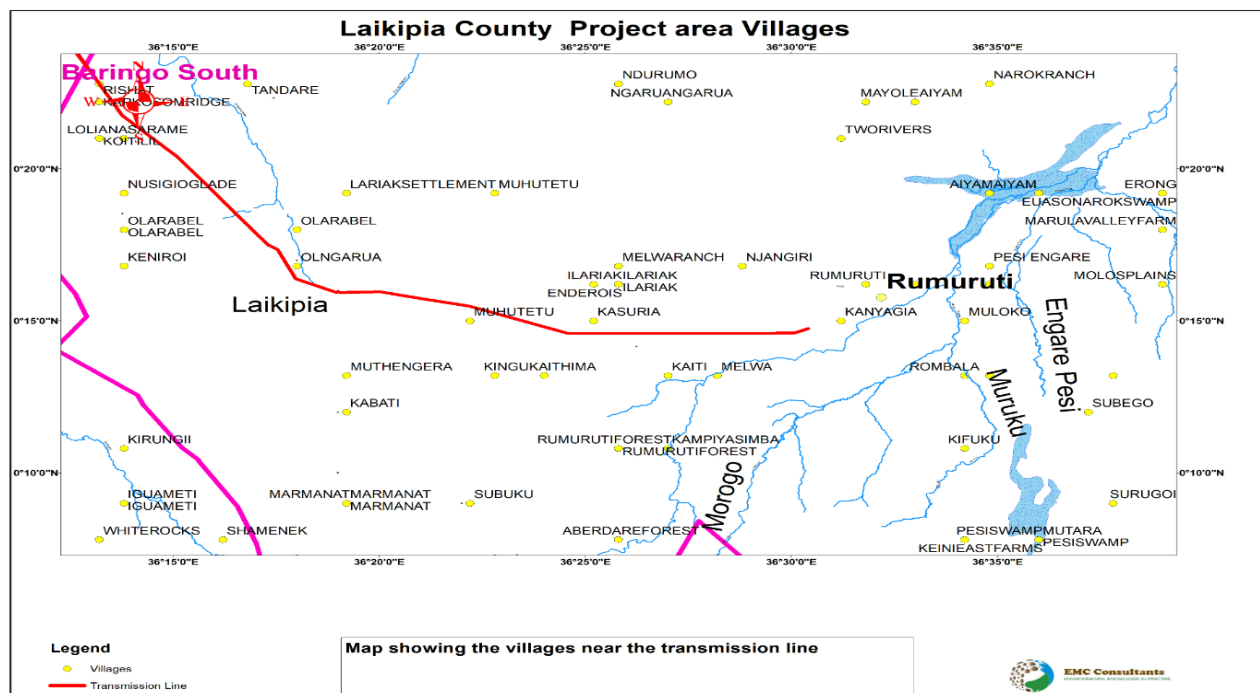 Laikipia County Project area Villages
36°15'0"E 36°20'0"E 36°25'0"E 36°30'0"E 36°35'0"E
Baringo South
N
W
E
RISHAT
TANDARE
NDURUMO
NAROKRANCH
KARKOSOMRIDGE
NGARUANGARUA
MAYOLEAIYAM
LOLIANASARAME
KOITILIL
TWORIVERS
0°20'0"N
0°20'0"N
NUSIGIOGLADE
LARIAKSETTLEMENT
MUHUTETU
AIYAMAIYAM
ERONG
EUASONAROKSWAMP
OLARABEL
OLARABEL
OLARABEL
MARULAVALLEYFARM
KENIROI
OLNGARUA
MELWARANCH
NJANGIRI
PESI ENGARE
ILARIAKILARIAK
ILARIAK
ENDEROIS
RUMURUTI
Rumuruti
MOLOSPLAINS
Laikipia
MUHUTETU
KASURIA
KANYAGIA
MULOKO
0°15'0"N
0°15'0"N
Engare Pesi
MUTHENGERA
KINGUKAITHIMA
KAITI
MELWA
ROMBALA
Muruku
KABATI
SUBEGO
KIRUNGII
RUMURUTIFORESTKAMPIYASIMBA
RUMURUTIFOREST
KIFUKU
0°10'0"N
0°10'0"N
Morogo
IGUAMETI
IGUAMETI
MARMANATMARMANAT
MARMANAT
SUBUKU
SURUGOI
WHITEROCKS
SHAMENEK
ABERDAREFOREST
PESISWAMPMUTARA
KEINIEASTFARMS
PESISWAMP
36°15'0"E 36°20'0"E 36°25'0"E 36°30'0"E 36°35'0"E
Legend
Villages
Transmission Line
Map showing the villages near the transmission line
EMC Consultants
ENVIRONMENTAL KNOWLEDGE IN PRACTICE